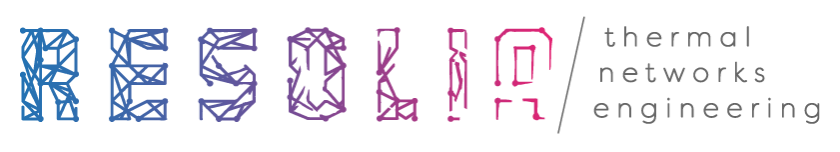 RESOLIA
thermal
networks
engineering